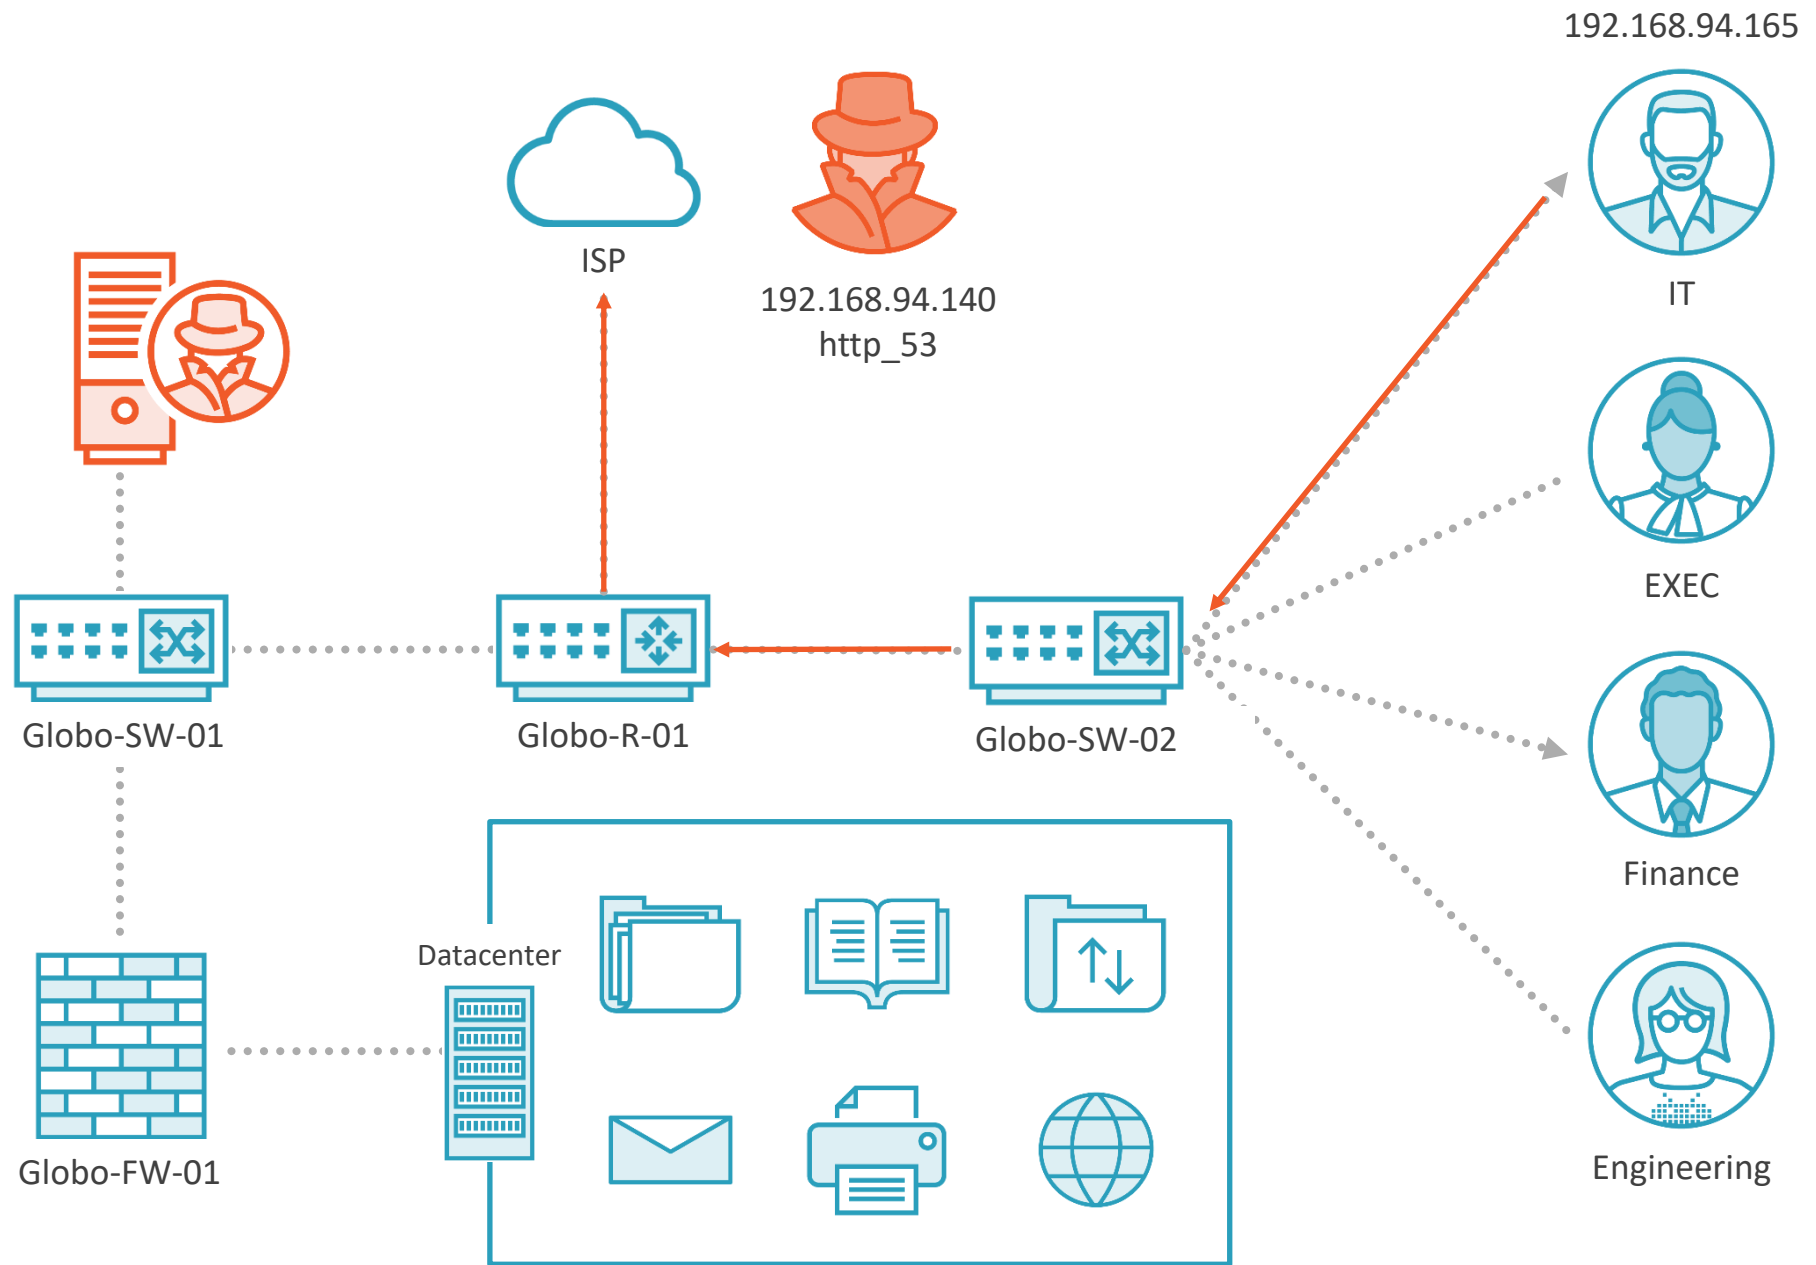 192.168.94.165
ISP
192.168.94.140
http_53
IT
EXEC
Globo-SW-01
Globo-R-01
Globo-SW-02
Finance
Datacenter
Globo-FW-01
Engineering